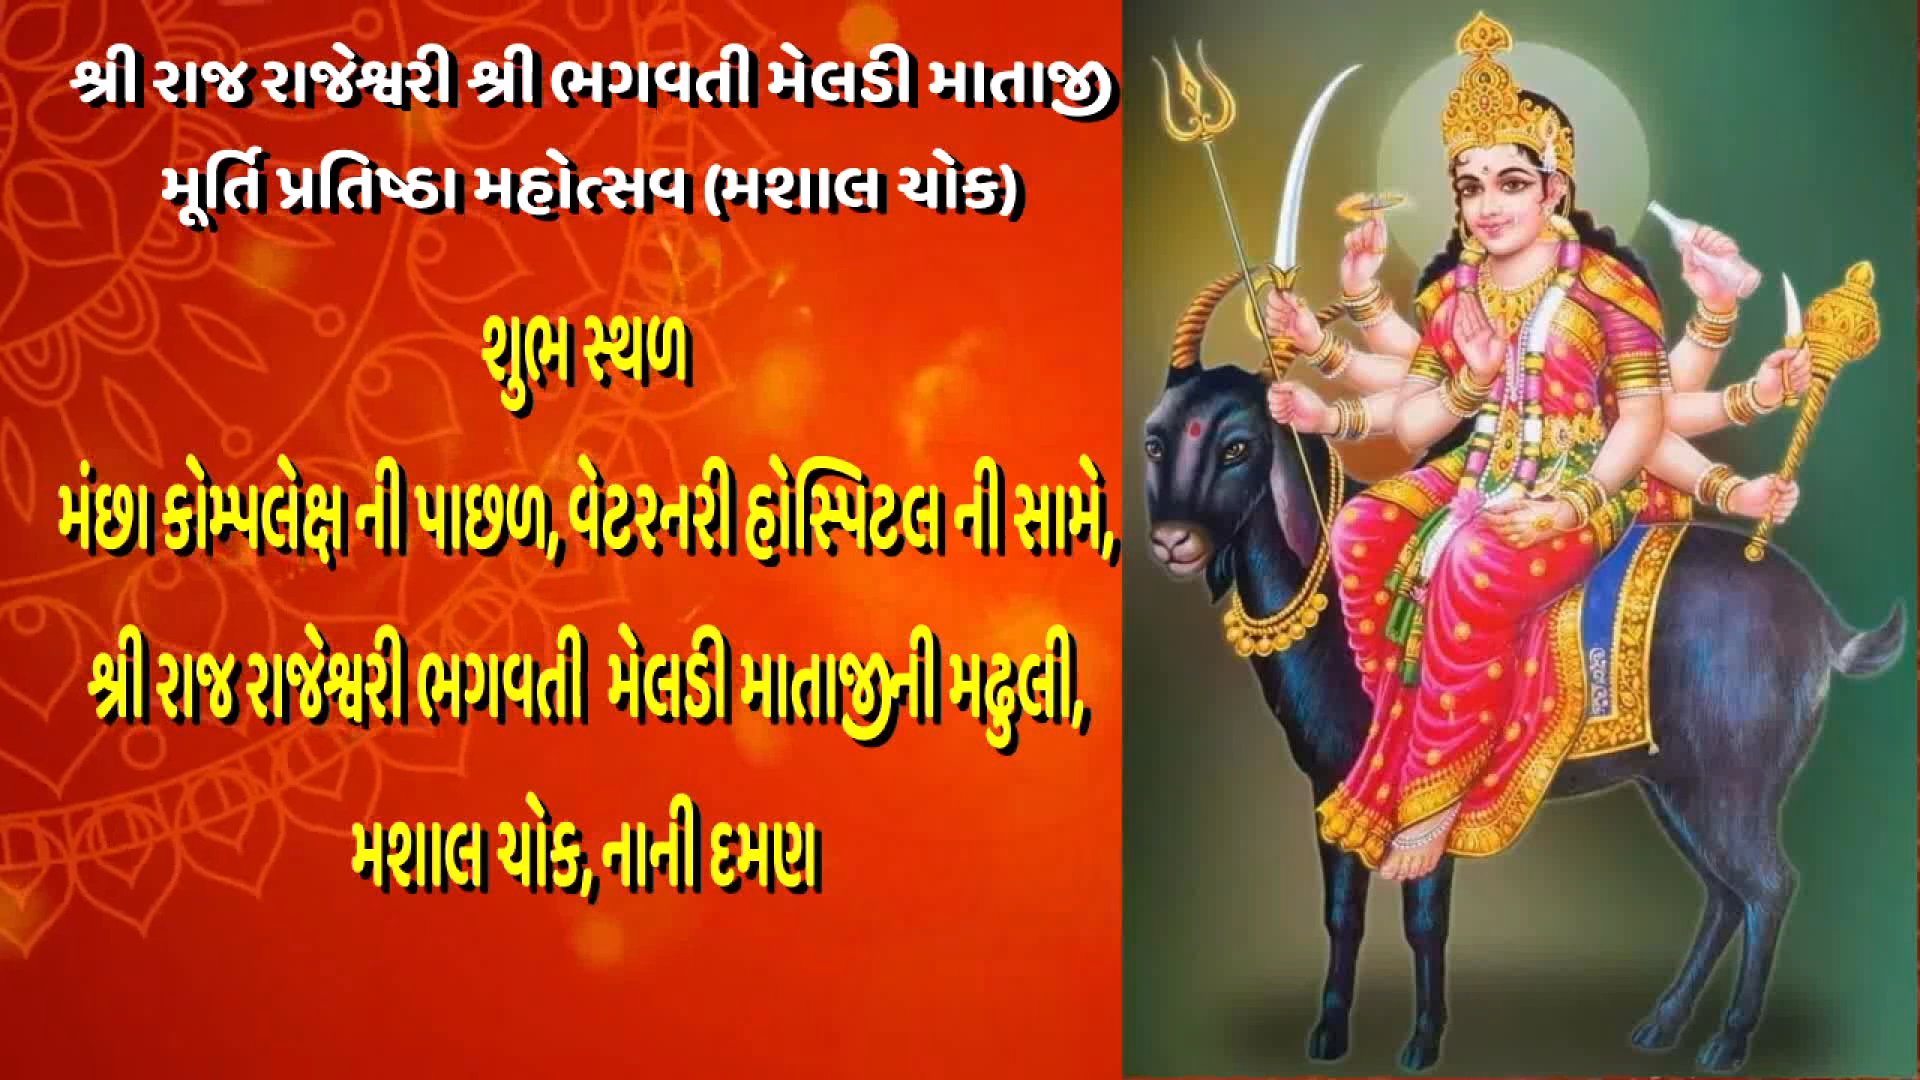 શ્રી રાજ રાજેશ્વરી શ્રી ભગવતી મેલડી માતાજી
મૂર્તિ પ્રતિષ્ઠા મહોત્સવ (મશાલ ચોક)
શુભ સ્થળ
મંછા કોમ્પલેક્ષ ની પાછળ, વેટરનરી હોસ્પિટલ ની સામે,
શ્રી રાજ રાજેશ્વરી ભગવતી મેલડી માતાજીની મઢુલી,
મશાલ ચોક, નાની દમણ